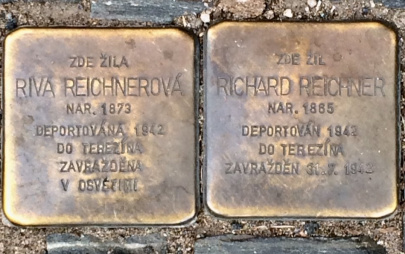 ZDE ŽILA
RIVA REICHNEROVÁ
NAR. 1873
DEPORTOVÁNA 1942
DO TEREZÍNA
ZAVRAŽDĚNA
V OSVĚTIMI
ZDE ŽIL
RICHARD REICHNER
NAR. 1865
DEPORTOVÁN 1942
DO TEREZÍNA
ZAVRAŽDĚN 31.7. 1942